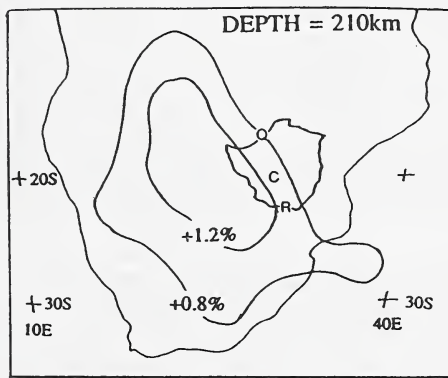 DEPTH = 210km
O
+20S
C
R
+1.2%
+0.8%
+30S
+30S
10E
40E